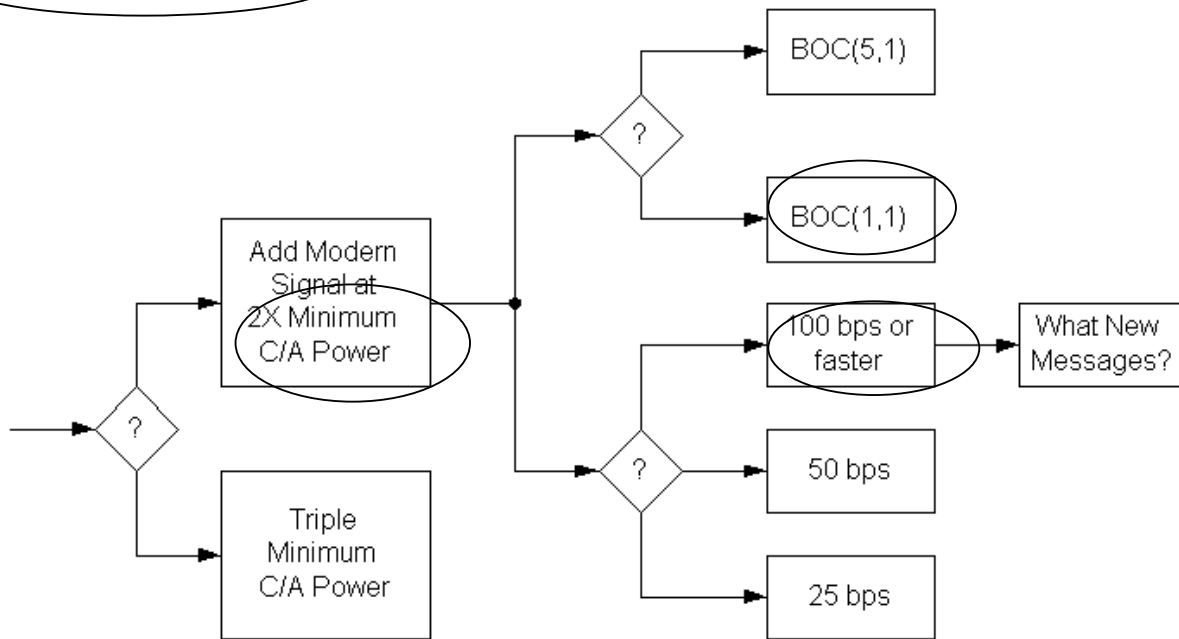 BOC(5,1)
?
BOC(1,1)
Add Modern
Signal at
2X Minimum
C/A Power
100 bps or
faster
What New
Messages?
?
?
50 bps
Triple
Minimum
C/A Power
25 bps